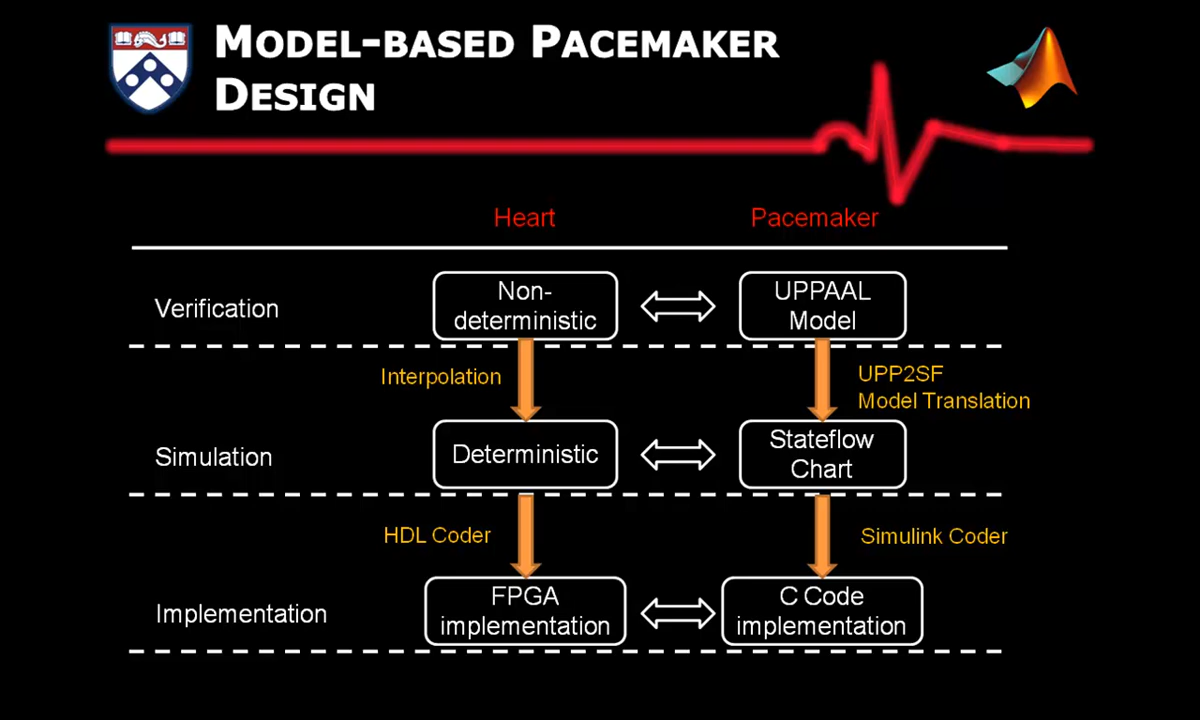 MODEL-BASED PACEMAKER
DESIGN
Heart
Pacemaker
Verification
Non-
deterministic
UPPAAL
Model
Interpolation
UPP2SF
Model Translation
Simulation
Deterministic
Stateflow
Chart
HDL Coder
Simulink Coder
Implementation
FPGA
implementation
C Code
implementation